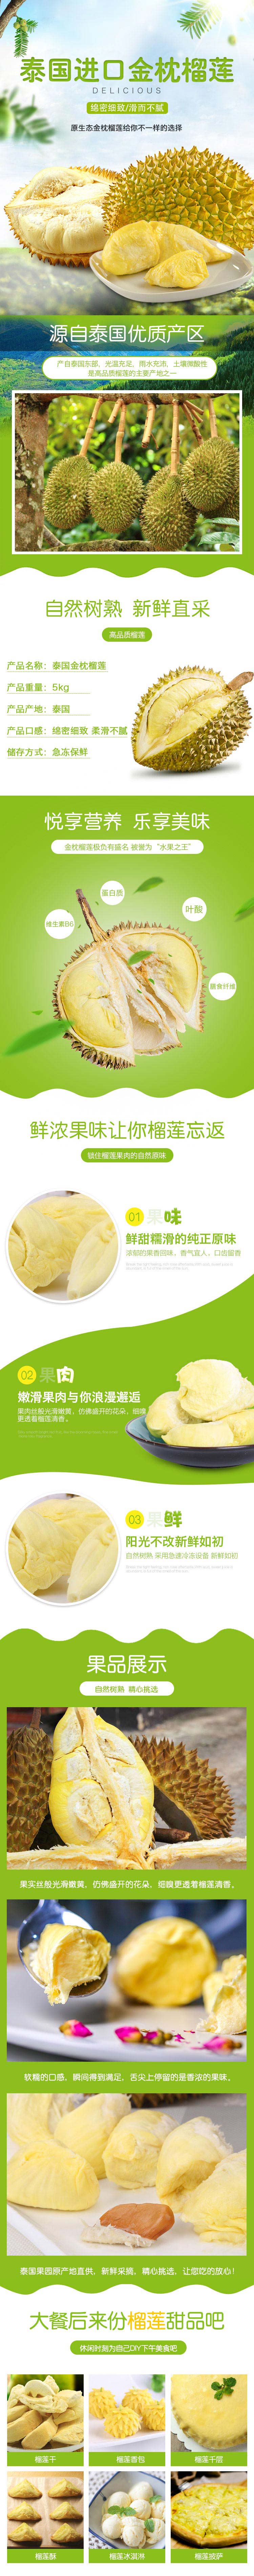 泰国进口金枕榴莲
DELICIOUS
绵密细致/滑而不腻
原生态金枕榴莲给你不一样的选择
源自泰国优质产区
产自泰国东部，光温充足，雨水充沛，土壤微酸性
是高品质榴莲的主要产地之一
自然树熟 新鲜直采
高品质榴莲
产品名称：泰国金枕榴莲
产品重量：5kg
产品产地：泰国
产品口感：绵密细致 柔滑不腻
储存方式：急冻保鲜
悦享营养 乐享美味
金枕榴莲极负有盛名 被誉为“水果之王”
蛋白质
叶酸
维生素B6
膳食纤维
鲜浓果味让你榴莲忘返
锁住榴莲果肉的自然原味
01 果味
鲜甜糯滑的纯正原味
浓郁的果香回味，香气宜人，口齿留香
02 果肉
嫩滑果肉与你浪漫邂逅
果肉丝般光滑嫩黄，仿佛盛开的花朵，细嗅
更透着榴莲清香。
03 果鲜
阳光不改新鲜如初
自然树熟 采用急速冷冻设备 新鲜如初
果品展示
自然树熟 精心挑选
果实丝般光滑嫩黄，仿佛盛开的花朵，细嗅更透着榴莲清香。
软糯的口感，瞬间得到满足，舌尖上停留的是香浓的果味。
泰国果园原产地直供，新鲜采摘，精心挑选，让您吃的放心！
大餐后来份榴莲甜品吧
休闲时刻为自己DIY下午美食吧
榴莲干
榴莲香包
榴莲千层
榴莲酥
榴莲冰淇淋
榴莲披萨